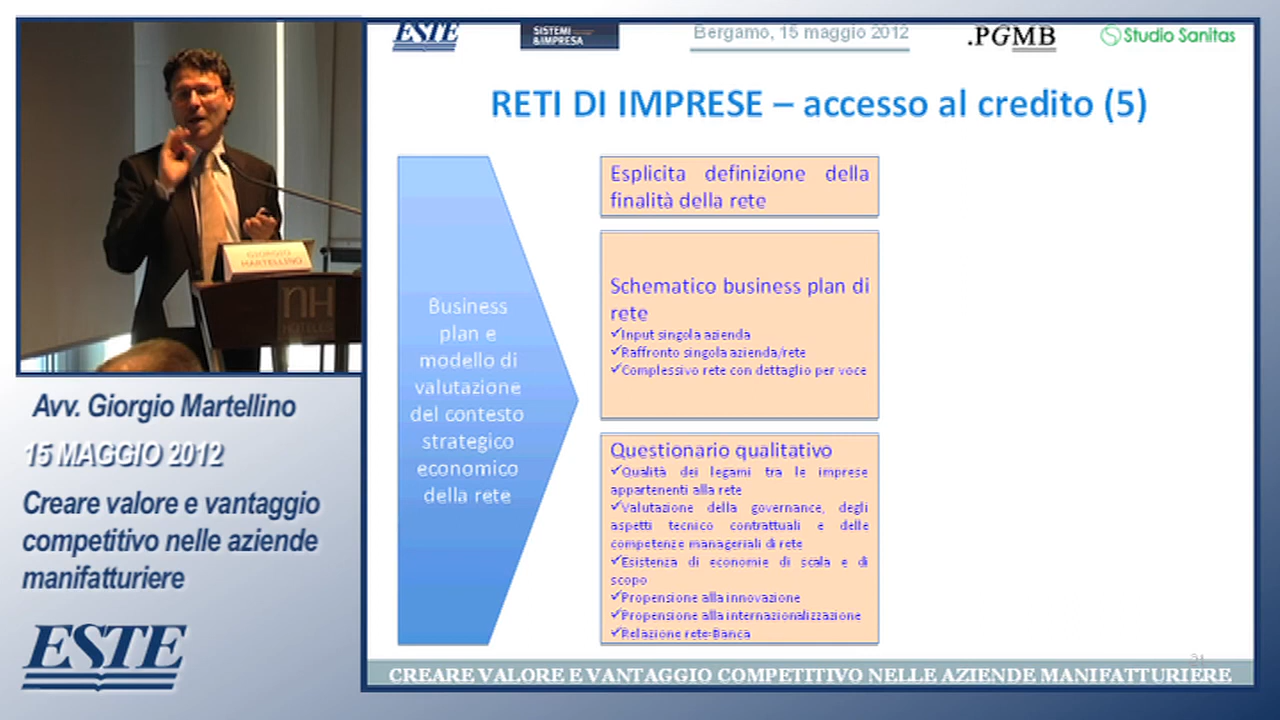 ESTE
SISTEMI
&IMPRESA
Bergamo, 15 maggio 2012
.PGMB
Studio Sanitas
RETI DI IMPRESE – accesso al credito (5)
Business
plan e
modello di
valutazione
del contesto
strategico
economico
della rete
Esplicita definizione della
finalità della rete
Schematico business plan di
rete
✓Input singola azienda
✓Raffronto singola azienda/rete
✓Complessivo rete con dettaglio per voce
Questionario qualitativo
✓Qualità dei legami tra le imprese
appartenenti alla rete
✓Valutazione della governance, degli
aspetti tecnico contrattuali e delle
competenze manageriali di rete
✓Esistenza di economie di scala e di
scopo
✓Propensione alla innovazione
✓Propensione alla internazionalizzazione
✓Relazione rete-Banca
CREARE VALORE E VANTAGGIO COMPETITIVO NELLE AZIENDE MANIFATTURIERE
GIORGIO
MARTELLINO
nH
HOTELES
Avv. Giorgio Martellino
15 MAGGIO 2012
Creare valore e vantaggio
competitivo nelle aziende
manifatturiere
ESTE